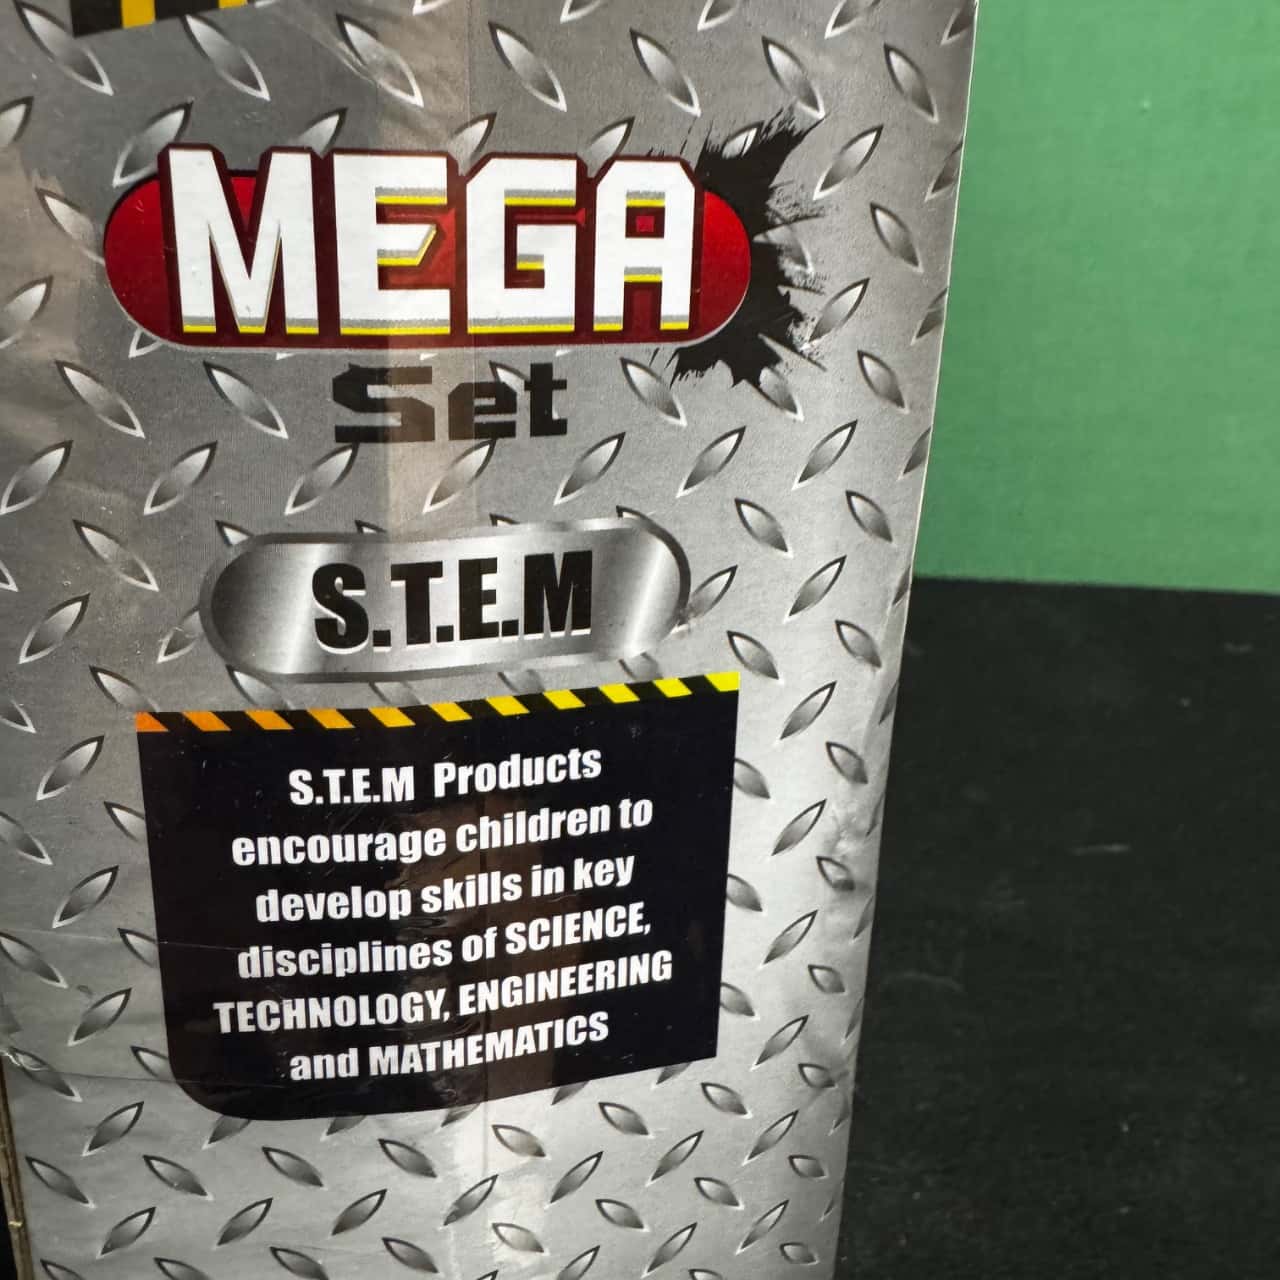 MEGA
Set
S.T.E.M
S.T.E.M Products
encourage children to
develop skills in key
disciplines of SCIENCE,
TECHNOLOGY, ENGINEERING
and MATHEMATICS